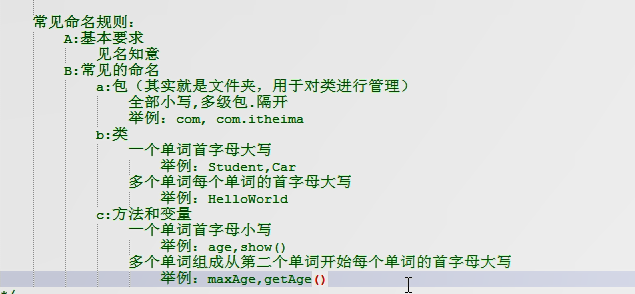 常见命名规则:
A:基本要求
见名知意
B:常见的命名
a:包（其实就是文件夹，用于对类进行管理）
全部小写,多级包.隔开
举例: com, com.itheima
b:类
一个单词首字母大写
举例: Student,Car
多个单词每个单词的首字母大写
举例: HelloWorld
c:方法和变量
一个单词首字母小写
举例: age,show()
多个单词组成从第二个单词开始每个单词的首字母大写
举例: maxAge,getAge()
*/